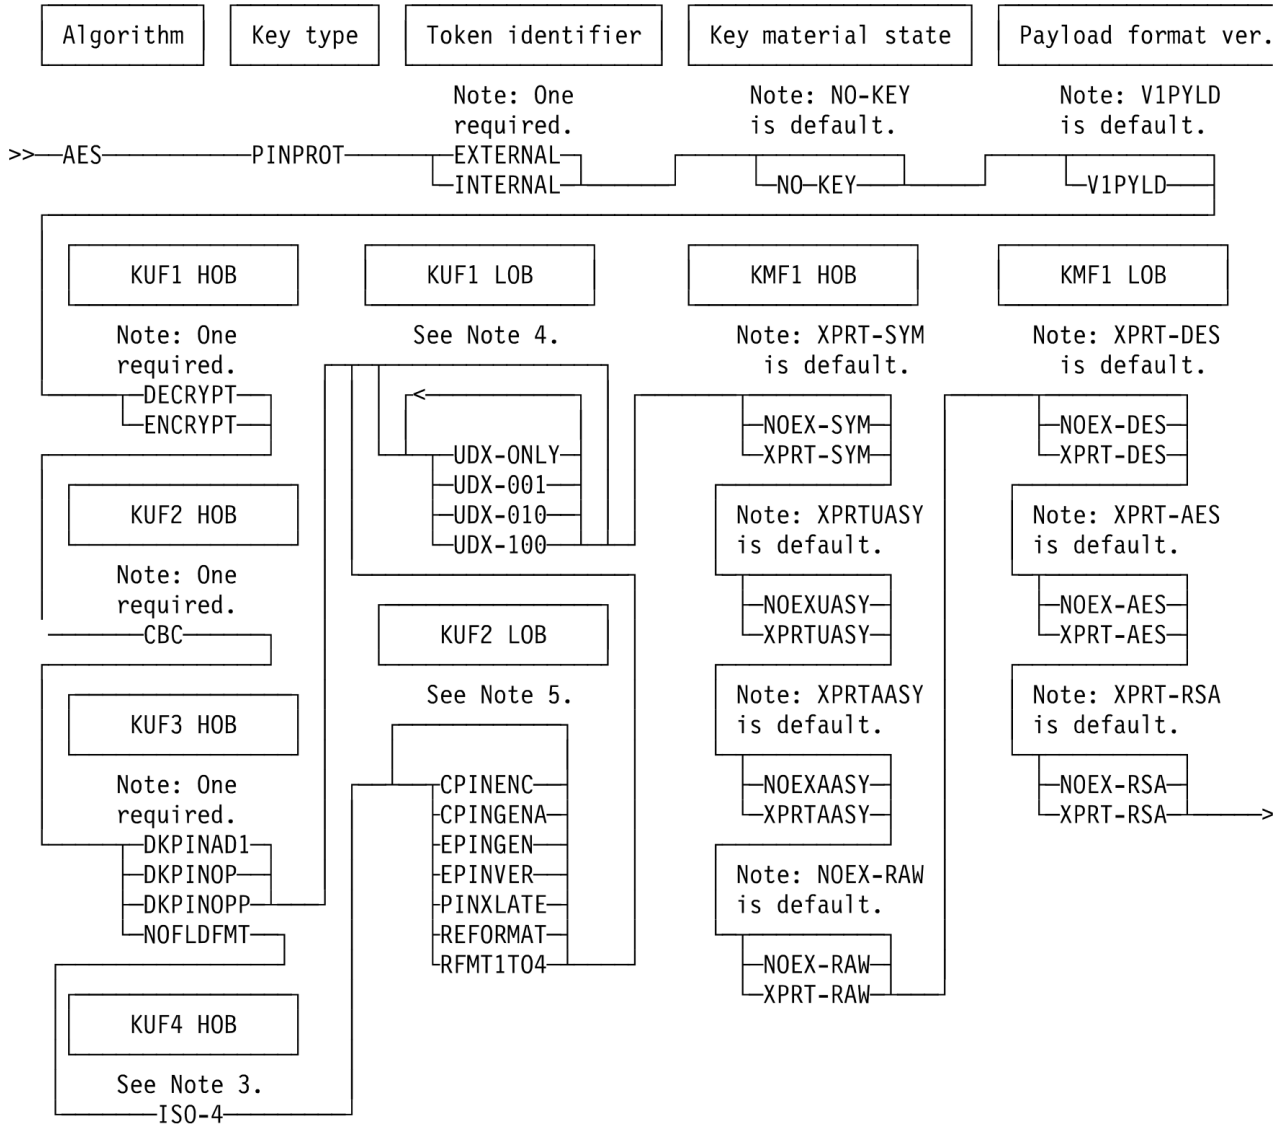 Algorithm Key type Token identifier Key material state Payload format ver.
Note: One Note: NO-KEY Note: V1PYLD
required. is default. is default.
>>—AES PINPROT EXTERNAL
INTERNAL NO-KEY V1PYLD
KUF1 HOB KUF1 LOB KMF1 HOB KMF1 LOB
Note: One See Note 4. Note: XPRT-SYM Note: XPRT-DES
required. is default. is default.
DECRYPT <
ENCRYPT NOEX-SYM NOEX-DES
UDX-ONLY XPRT-SYM XPRT-DES
UDX-001
KUF2 HOB UDX-010 Note: XPRTUASY Note: XPRT-AES
UDX-100 is default. is default.
Note: One
required. NOEXUASY NOEX-AES
CBC KUF2 LOB XPRTUASY XPRT-AES
See Note 5. Note: XPRTAASY Note: XPRT-RSA
KUF3 HOB is default. is default.
Note: One CPINENC NOEXAASY NOEX-RSA
required. CPINGENA XPRTAASY XPRT-RSA >
DKPINAD1 EPINGEN
DKPINOP EPINVER Note: NOEX-RAW
DKPINOPP PINXLATE is default.
NOFLDFMT REFORMAT
RFMT1TO4 NOEX-RAW
XPRT-RAW
KUF4 HOB
See Note 3.
ISO-4